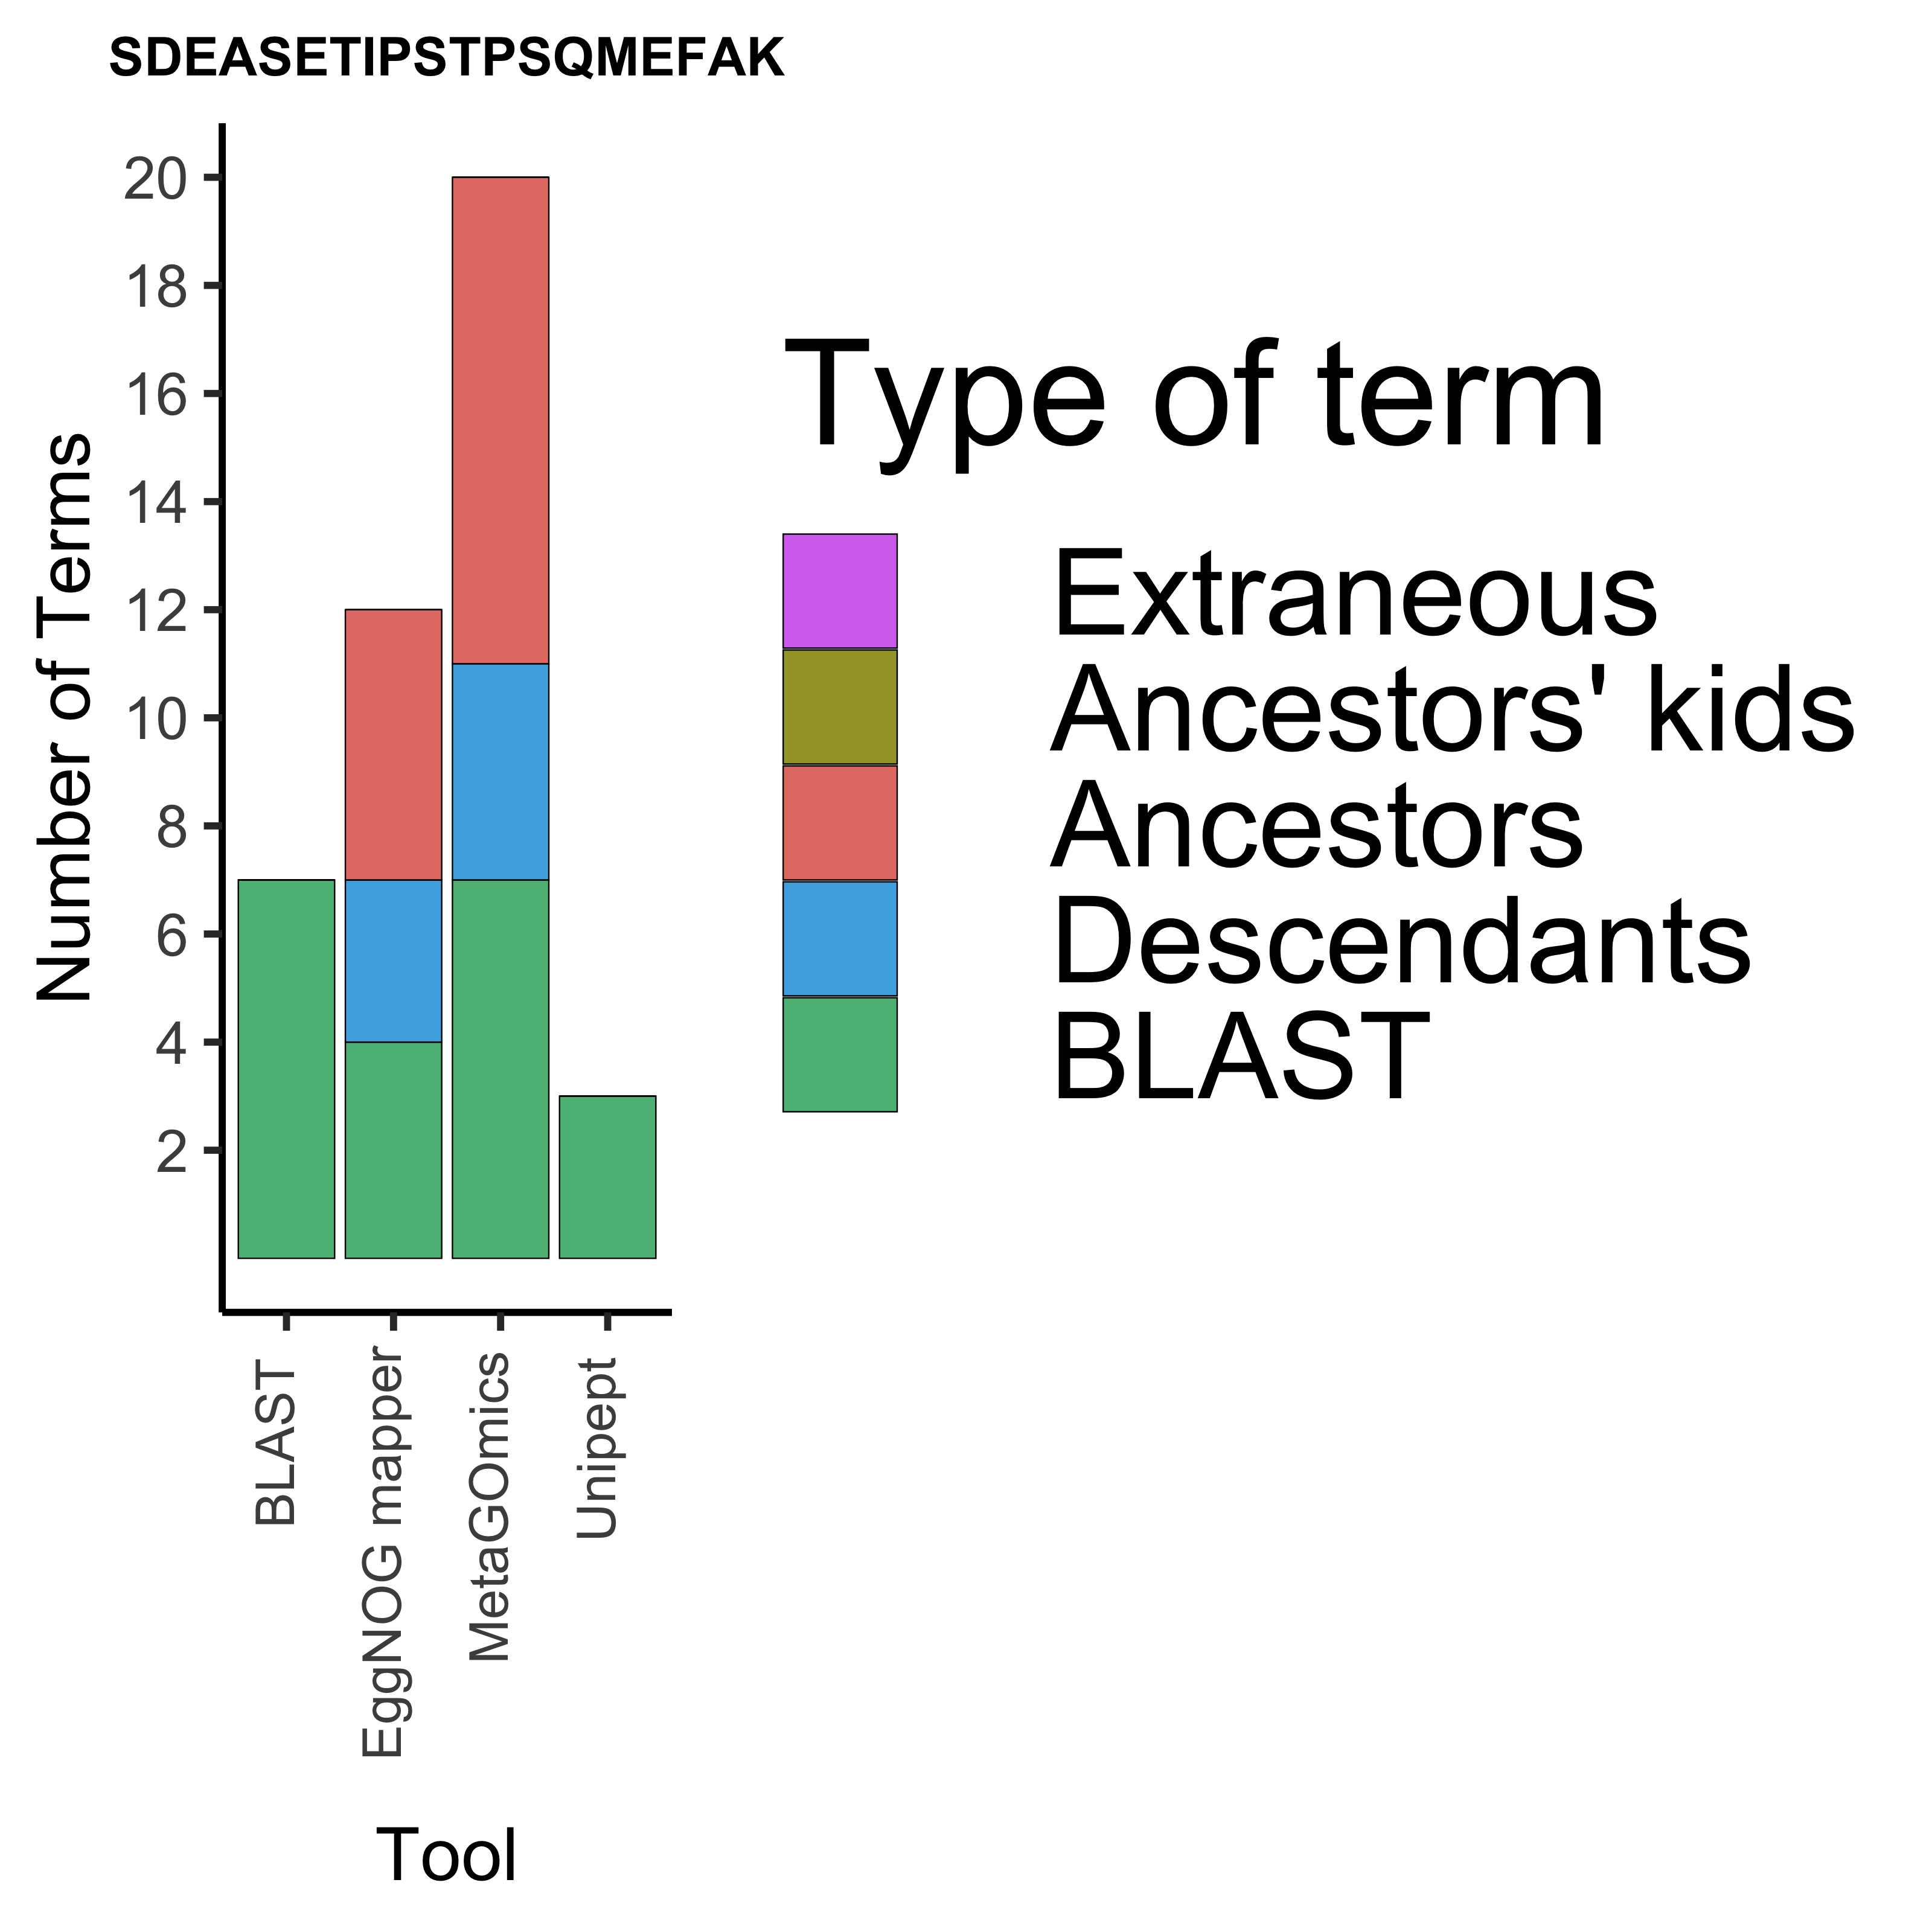 SDEASETIPSTPSQMEFAK
Number of Terms
20
18
16
14
12
10
8
6
4
2
BLAST
EggNOG mapper
MetaGOmics
Unipept
Tool
Type of term
Extraneous
Ancestors' kids
Ancestors
Descendants
BLAST